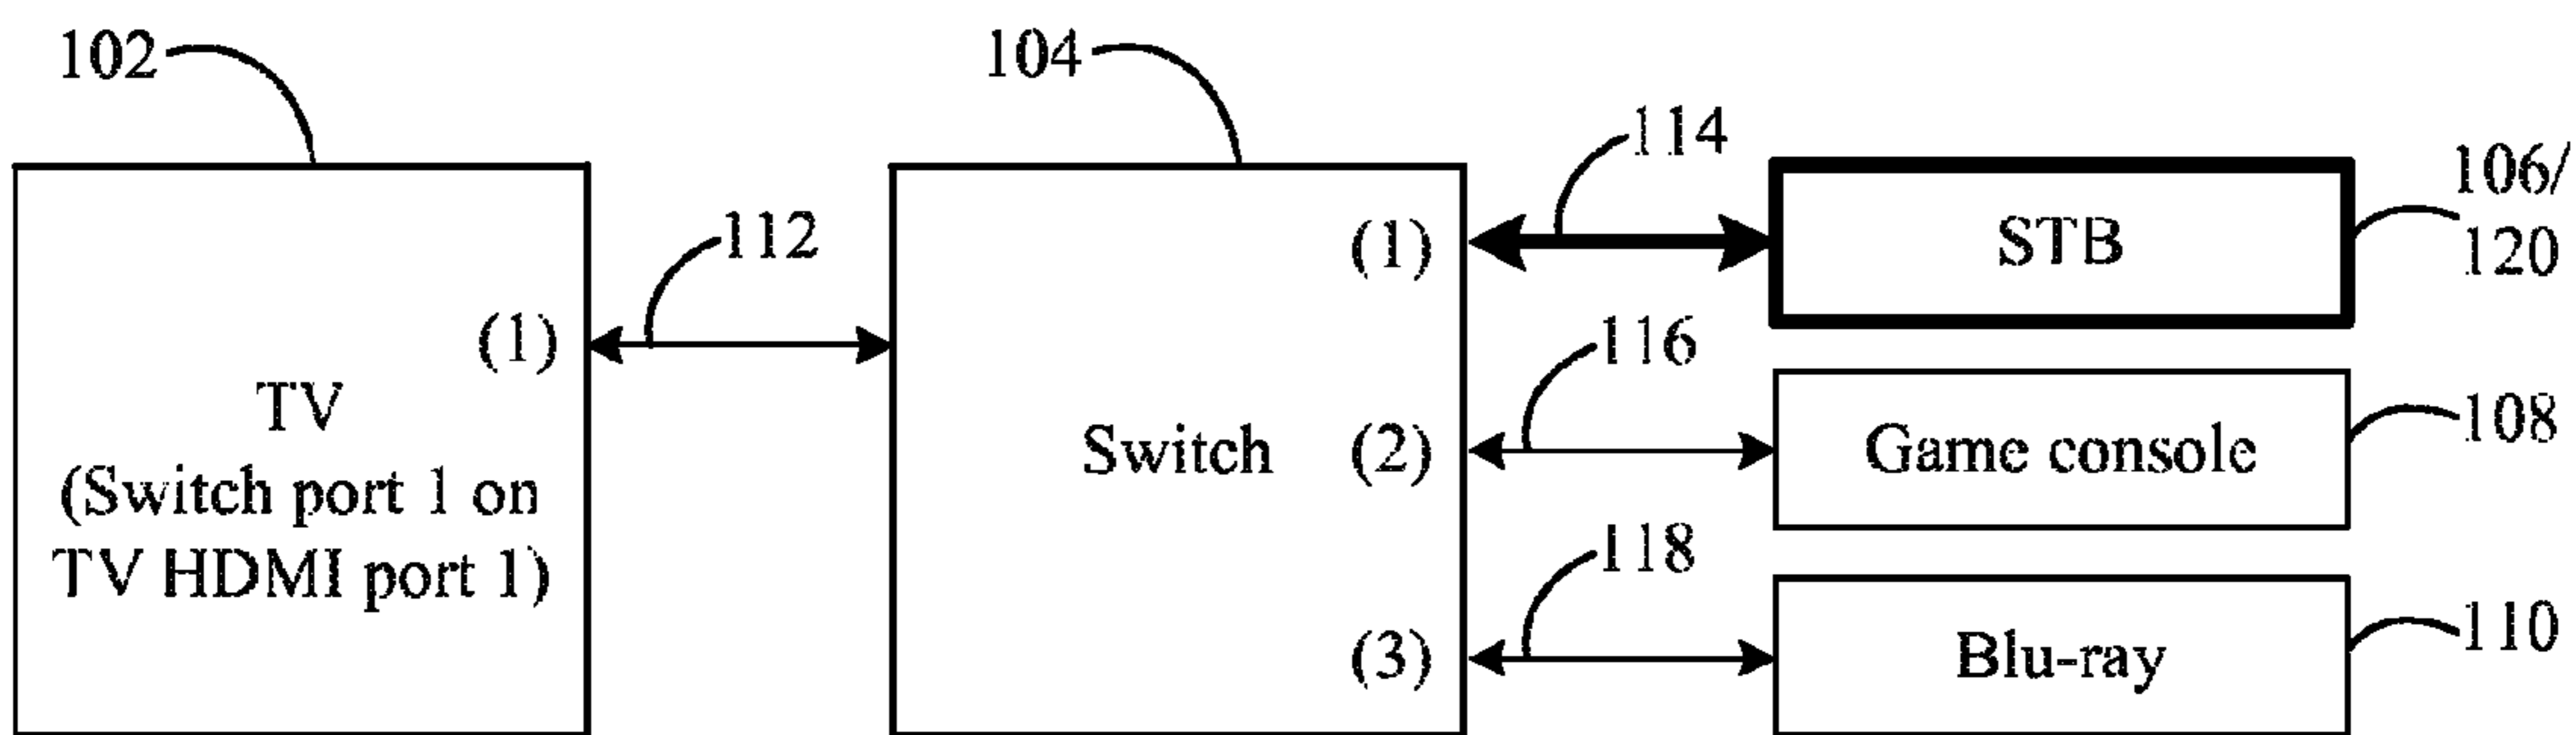 102
104
114
106/
120
STB
112
(1)
(1)
116
108
TV
(Switch port 1 on
TV HDMI port 1)
Switch
(2)
Game console
118
110
(3)
Blu-ray